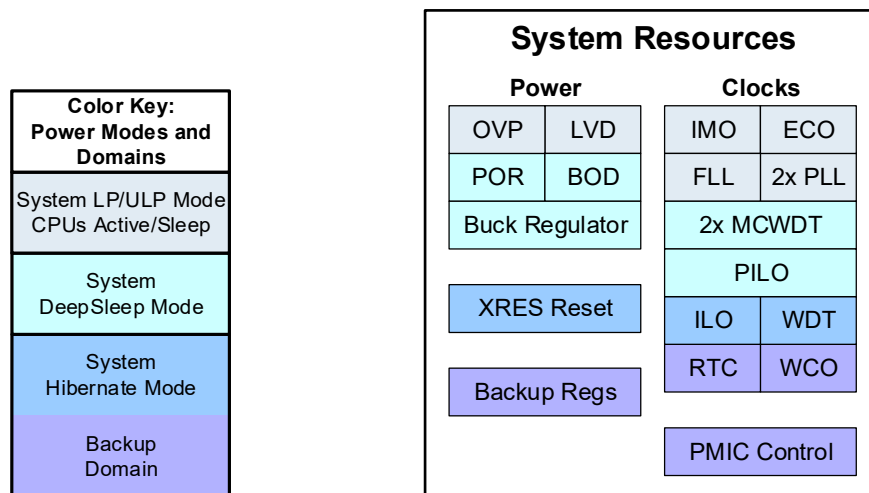 Color Key:
Power Modes and
Domains
System LP/ULP Mode
CPUs Active/Sleep
System
DeepSleep Mode
System
Hibernate Mode
Backup
Domain
System Resources
Power
OVP LVD
POR BOD
Buck Regulator
XRES Reset
Backup Regs
Clocks
IMO ECO
FLL 2x PLL
2x MCWDT
PILO
ILO WDT
RTC WCO
PMIC Control